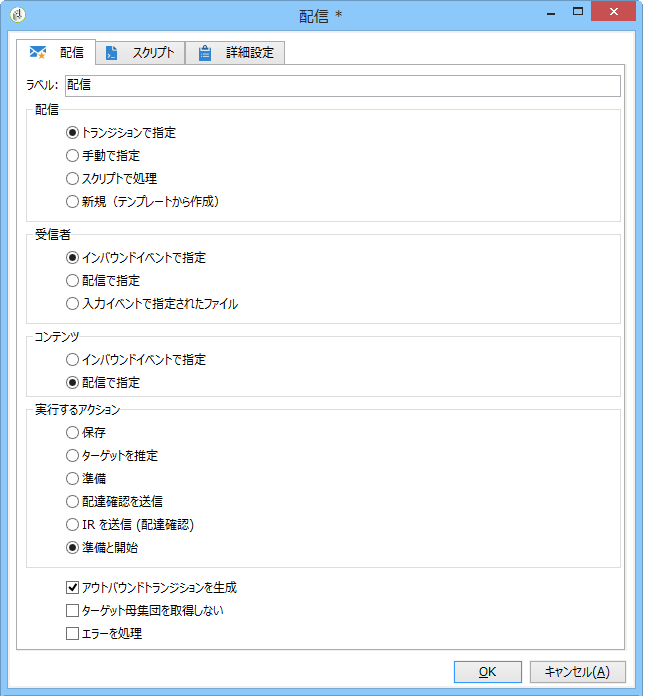 配信 *
配信 スクリプト 詳細設定
ラベル: 配信
配信
トランジションで指定
手動で指定
スクリプトで処理
新規（テンプレートから作成）
受信者
インバウンドイベントで指定
配信で指定
入力イベントで指定されたファイル
コンテンツ
インバウンドイベントで指定
配信で指定
実行するアクション
保存
ターゲットを推定
準備
配達確認を送信
IR を送信 (配達確認)
準備と開始
アウトバウンドトランジションを生成
ターゲット母集団を取得しない
エラーを処理
OK キャンセル(A)